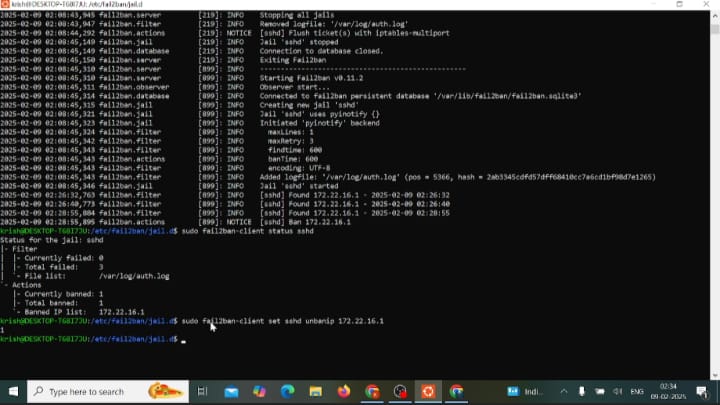 krish@DESKTOP-T68I7JU: /etc/fail2ban/jail.d
2025-02-09 02:08:43,945 fail2ban.server [219]: INFO Stopping all jails
2025-02-09 02:08:43,947 fail2ban.filter [219]: INFO Removed logfile: '/var/log/auth.log'
2025-02-09 02:08:44,292 fail2ban.actions [219]: NOTICE [sshd] Flush ticket(s) with iptables-multiport
2025-02-09 02:08:45,149 fail2ban.jail [219]: INFO Jail 'sshd' stopped
2025-02-09 02:08:45,149 fail2ban.database [219]: INFO Connection to database closed.
2025-02-09 02:08:45,150 fail2ban.server [219]: INFO Exiting Fail2ban
2025-02-09 02:08:45,310 fail2ban.server [899]: INFO --------------------------------------------------
2025-02-09 02:08:45,310 fail2ban.server [899]: INFO Starting Fail2ban v0.11.2
2025-02-09 02:08:45,311 fail2ban.observer [899]: INFO Observer start...
2025-02-09 02:08:45,314 fail2ban.database [899]: INFO Connected to fail2ban persistent database '/var/lib/fail2ban/fail2ban.sqlite3'
2025-02-09 02:08:45,315 fail2ban.jail [899]: INFO Creating new jail 'sshd'
2025-02-09 02:08:45,321 fail2ban.jail [899]: INFO Jail 'sshd' uses pyinotify {}
2025-02-09 02:08:45,323 fail2ban.jail [899]: INFO Initiated 'pyinotify' backend
2025-02-09 02:08:45,324 fail2ban.filter [899]: INFO maxLines: 1
2025-02-09 02:08:45,342 fail2ban.filter [899]: INFO maxRetry: 3
2025-02-09 02:08:45,343 fail2ban.filter [899]: INFO findtime: 600
2025-02-09 02:08:45,343 fail2ban.actions [899]: INFO banTime: 600
2025-02-09 02:08:45,343 fail2ban.filter [899]: INFO encoding: UTF-8
2025-02-09 02:08:45,343 fail2ban.filter [899]: INFO Added logfile: '/var/log/auth.log' (pos = 5366, hash = 2ab3345cdfd57dff68410cc7a6cd1bf98d7e1265)
2025-02-09 02:08:45,346 fail2ban.jail [899]: INFO Jail 'sshd' started
2025-02-09 02:26:32,763 fail2ban.filter [899]: INFO [sshd] Found 172.22.16.1 - 2025-02-09 02:26:32
2025-02-09 02:26:40,773 fail2ban.filter [899]: INFO [sshd] Found 172.22.16.1 - 2025-02-09 02:26:40
2025-02-09 02:28:55,884 fail2ban.filter [899]: INFO [sshd] Found 172.22.16.1 - 2025-02-09 02:28:55
2025-02-09 02:28:55,895 fail2ban.actions [899]: NOTICE [sshd] Ban 172.22.16.1
krish@DESKTOP-T68I7JU:/etc/fail2ban/jail.d$ sudo fail2ban-client status sshd
Status for the jail: sshd
|- Filter
| |- Currently failed: 0
| |- Total failed: 3
| `- File list: /var/log/auth.log
`- Actions
|- Currently banned: 1
|- Total banned: 1
`- Banned IP list: 172.22.16.1
krish@DESKTOP-T68I7JU:/etc/fail2ban/jail.d$ sudo fail2ban-client set sshd unbanip 172.22.16.1
1
krish@DESKTOP-T68I7JU:/etc/fail2ban/jail.d$
Type here to search
Indi...
ENG
02:34
09-02-2025